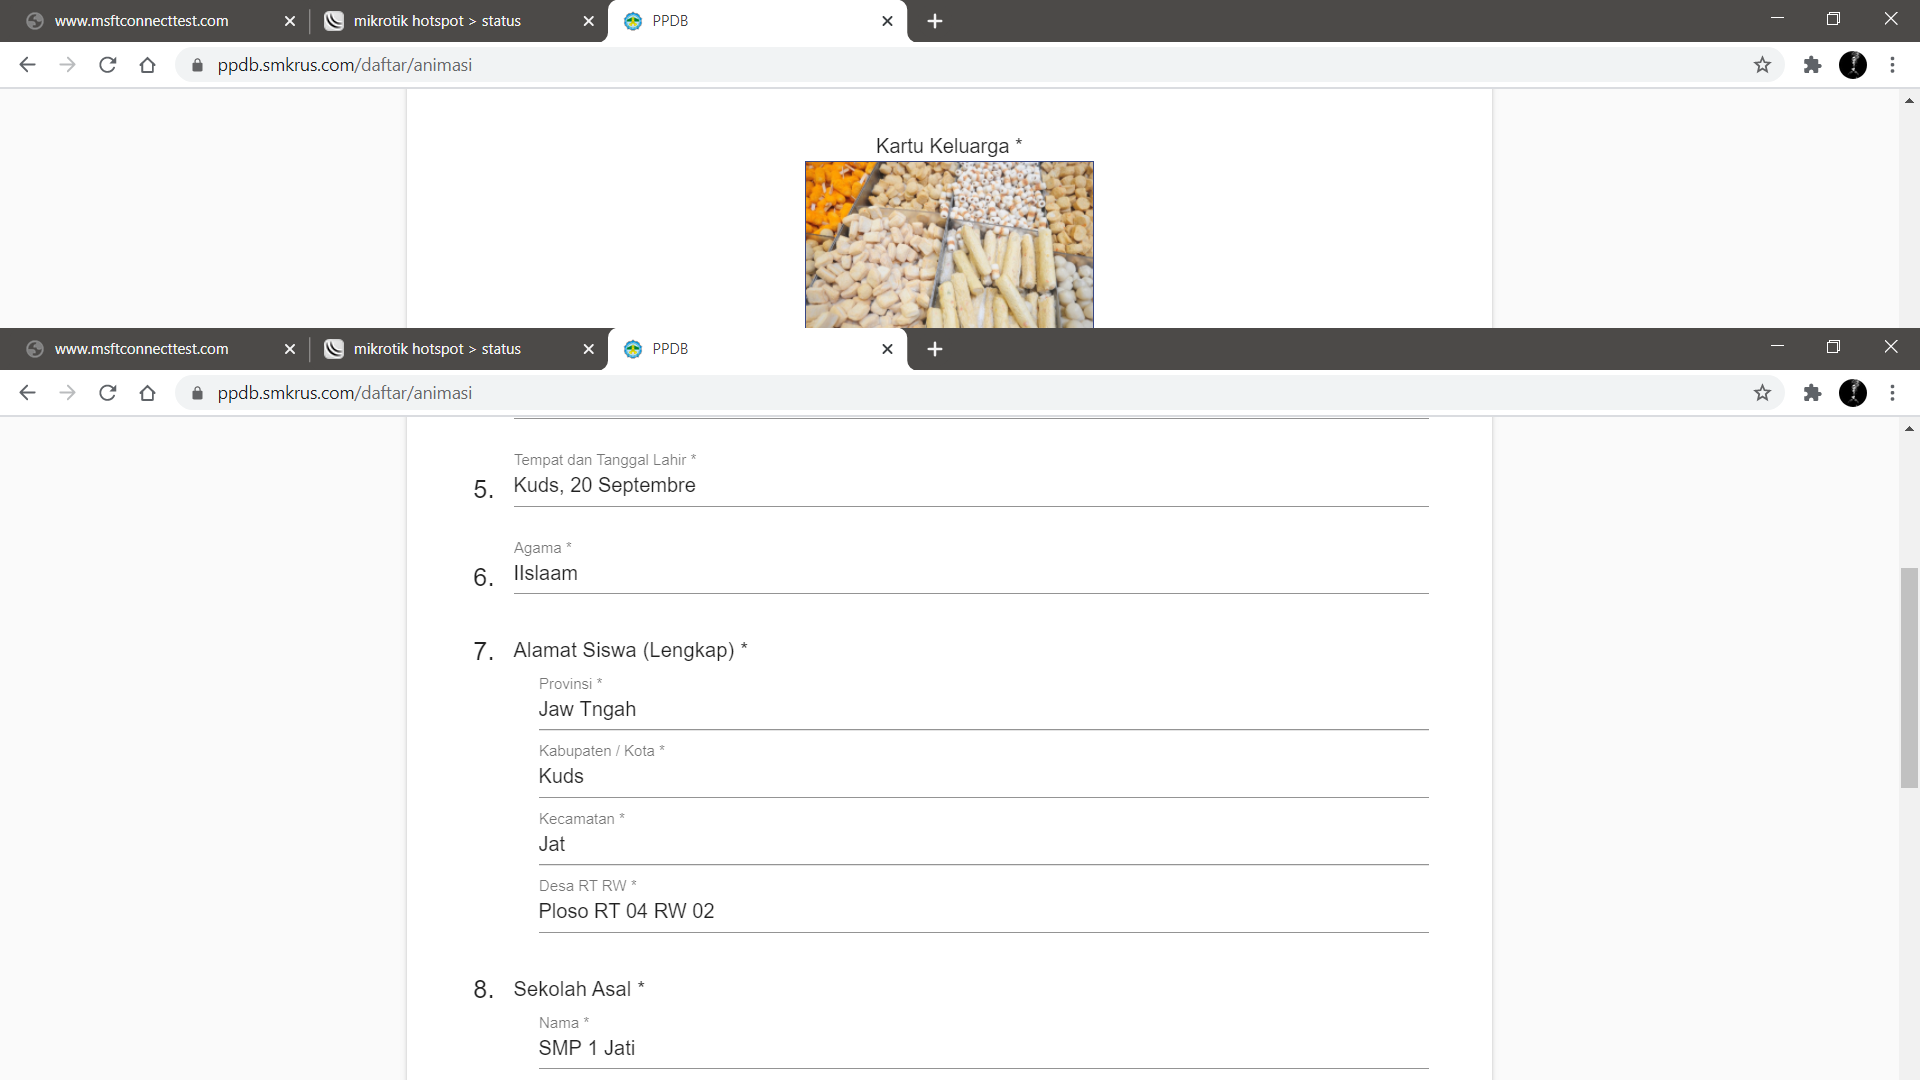 www.msftconnecttest.com
mikrotik hotspot > status
PPDB
ppdb.smkrus.com/daftar/animasi
Kartu Keluarga *
www.msftconnecttest.com
mikrotik hotspot > status
PPDB
ppdb.smkrus.com/daftar/animasi
Tempat dan Tanggal Lahir *
5. Kuds, 20 Septembre
Agama *
6. IIslaam
7. Alamat Siswa (Lengkap) *
Provinsi *
Jaw Tngah
Kabupaten / Kota *
Kuds
Kecamatan *
Jat
Desa RT RW *
Ploso RT 04 RW 02
8. Sekolah Asal *
Nama *
SMP 1 Jati